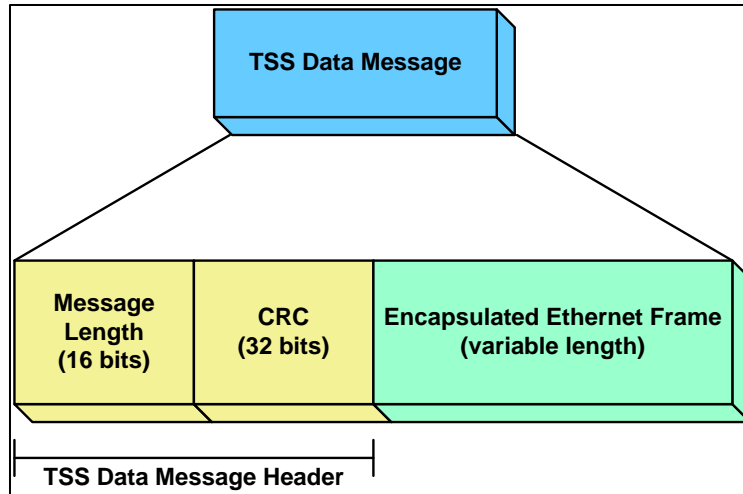 TSS Data Message
Message
Length
(16 bits)
CRC
(32 bits)
Encapsulated Ethernet Frame
(variable length)
TSS Data Message Header